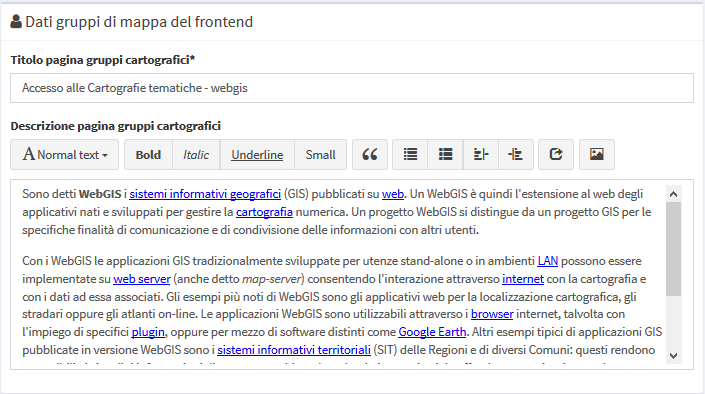 Dati gruppi di mappa del frontend
Titolo pagina gruppi cartografici*
Accesso alle Cartografie tematiche - webgis
Descrizione pagina gruppi cartografici
A Normal text Bold Italic Underline Small
Sono detti WebGIS i sistemi informativi geografici (GIS) pubblicati su web. Un WebGIS è quindi l'estensione al web degli
applicativi nati e sviluppati per gestire la cartografia numerica. Un progetto WebGIS si distingue da un progetto GIS per le
specifiche finalità di comunicazione e di condivisione delle informazioni con altri utenti.
Con i WebGIS le applicazioni GIS tradizionalmente sviluppate per utenze stand-alone o in ambienti LAN possono essere
implementate su web server (anche detto map-server) consentendo l'interazione attraverso internet con la cartografia e
con i dati ad essa associati. Gli esempi più noti di WebGIS sono gli applicativi web per la localizzazione cartografica, gli
stradari oppure gli atlanti on-line. Le applicazioni WebGIS sono utilizzabili attraverso i browser internet, talvolta con
l'impiego di specifici plugin, oppure per mezzo di software distinti come Google Earth. Altri esempi tipici di applicazioni GIS
pubblicate in versione WebGIS sono i sistemi informativi territoriali (SIT) delle Regioni e di diversi Comuni: questi rendono